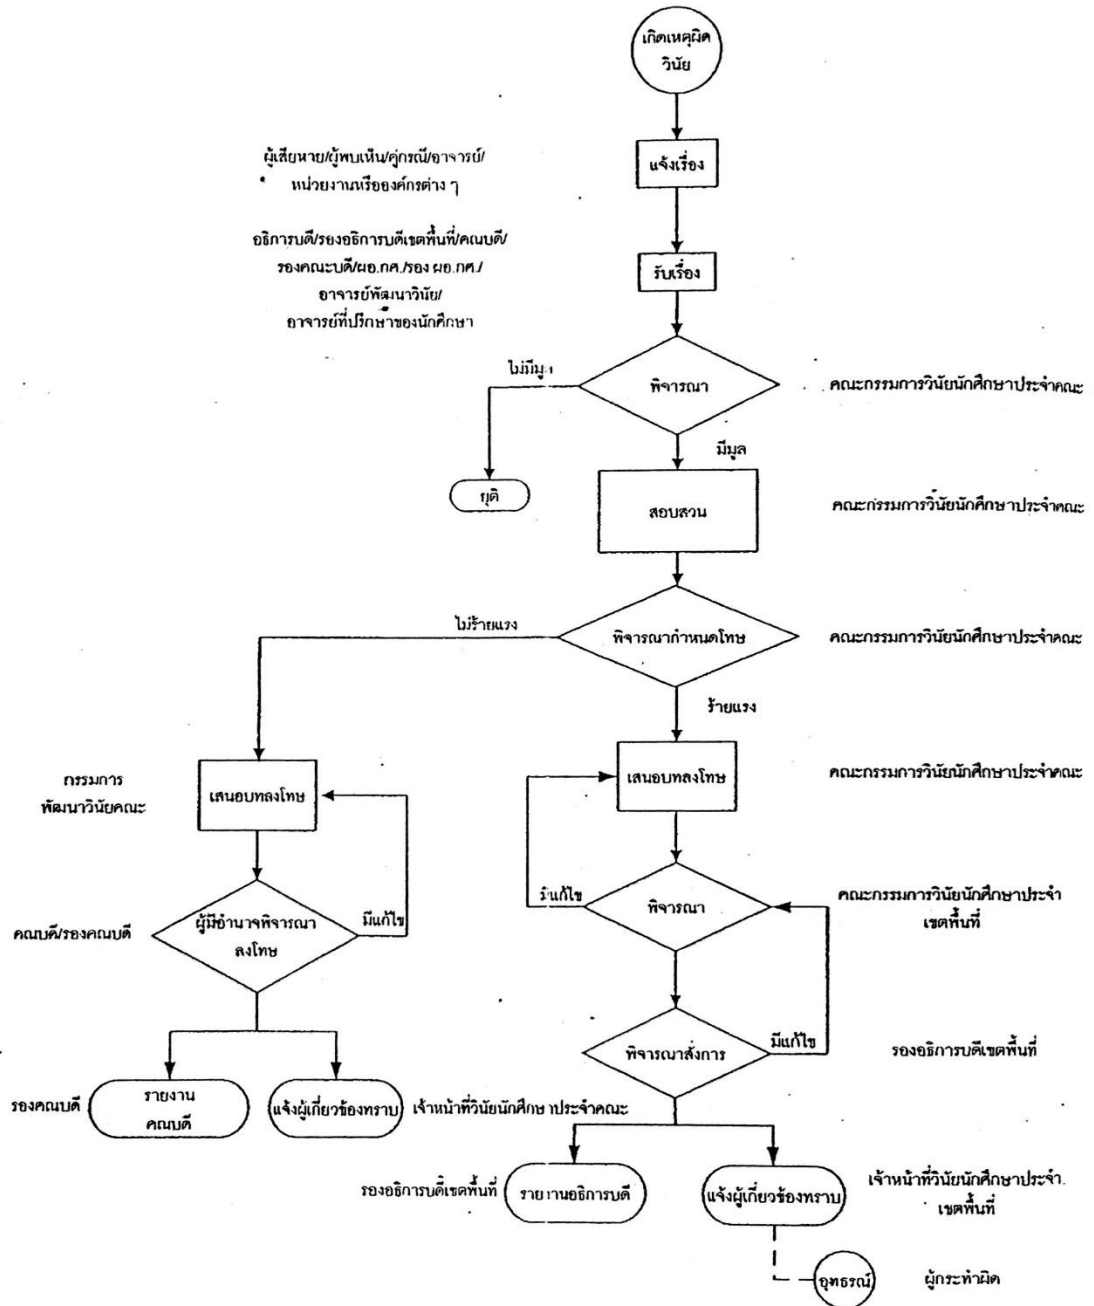 เกิดเหตุผิด
วินัย
ผู้เสียหาย/ผู้พบเห็น/คู่กรณี/อาจารย์/
หน่วยงานหรือองค์กรต่าง ๆ
แจ้งเรื่อง
อธิการบดี/รองอธิการบดีเขตพื้นที่/คณบดี/
รองคณะบดี/ผอ.กศ./รอง ผอ.กศ./
อาจารย์พัฒนาวินัย/
อาจารย์ที่ปรึกษาของนักศึกษา
รับเรื่อง
ไม่มีมูล
พิจารณา
คณะกรรมการวินัยนักศึกษาประจำคณะ
มีมูล
ยุติ
สอบสวน
คณะกรรมการวินัยนักศึกษาประจำคณะ
ไม่ร้ายแรง
พิจารณากำหนดโทษ
คณะกรรมการวินัยนักศึกษาประจำคณะ
ร้ายแรง
กรรมการ
พัฒนาวินัยคณะ
เสนอบทลงโทษ
เสนอบทลงโทษ
คณะกรรมการวินัยนักศึกษาประจำคณะ
คณบดี/รองคณบดี
ผู้มีอำนาจพิจารณา
ลงโทษ
มีแก้ไข
มีแก้ไข
พิจารณา
คณะกรรมการวินัยนักศึกษาประจำ
เขตพื้นที่
พิจารณาสั่งการ
มีแก้ไข
รองอธิการบดีเขตพื้นที่
รองคณบดี
รายงาน
คณบดี
แจ้งผู้เกี่ยวข้องทราบ
เจ้าหน้าที่วินัยนักศึกษาประจำคณะ
รองอธิการบดีเขตพื้นที่
รายงานอธิการบดี
แจ้งผู้เกี่ยวข้องทราบ
เจ้าหน้าที่วินัยนักศึกษาประจำ
เขตพื้นที่
อุทธรณ์
ผู้กระทำผิด